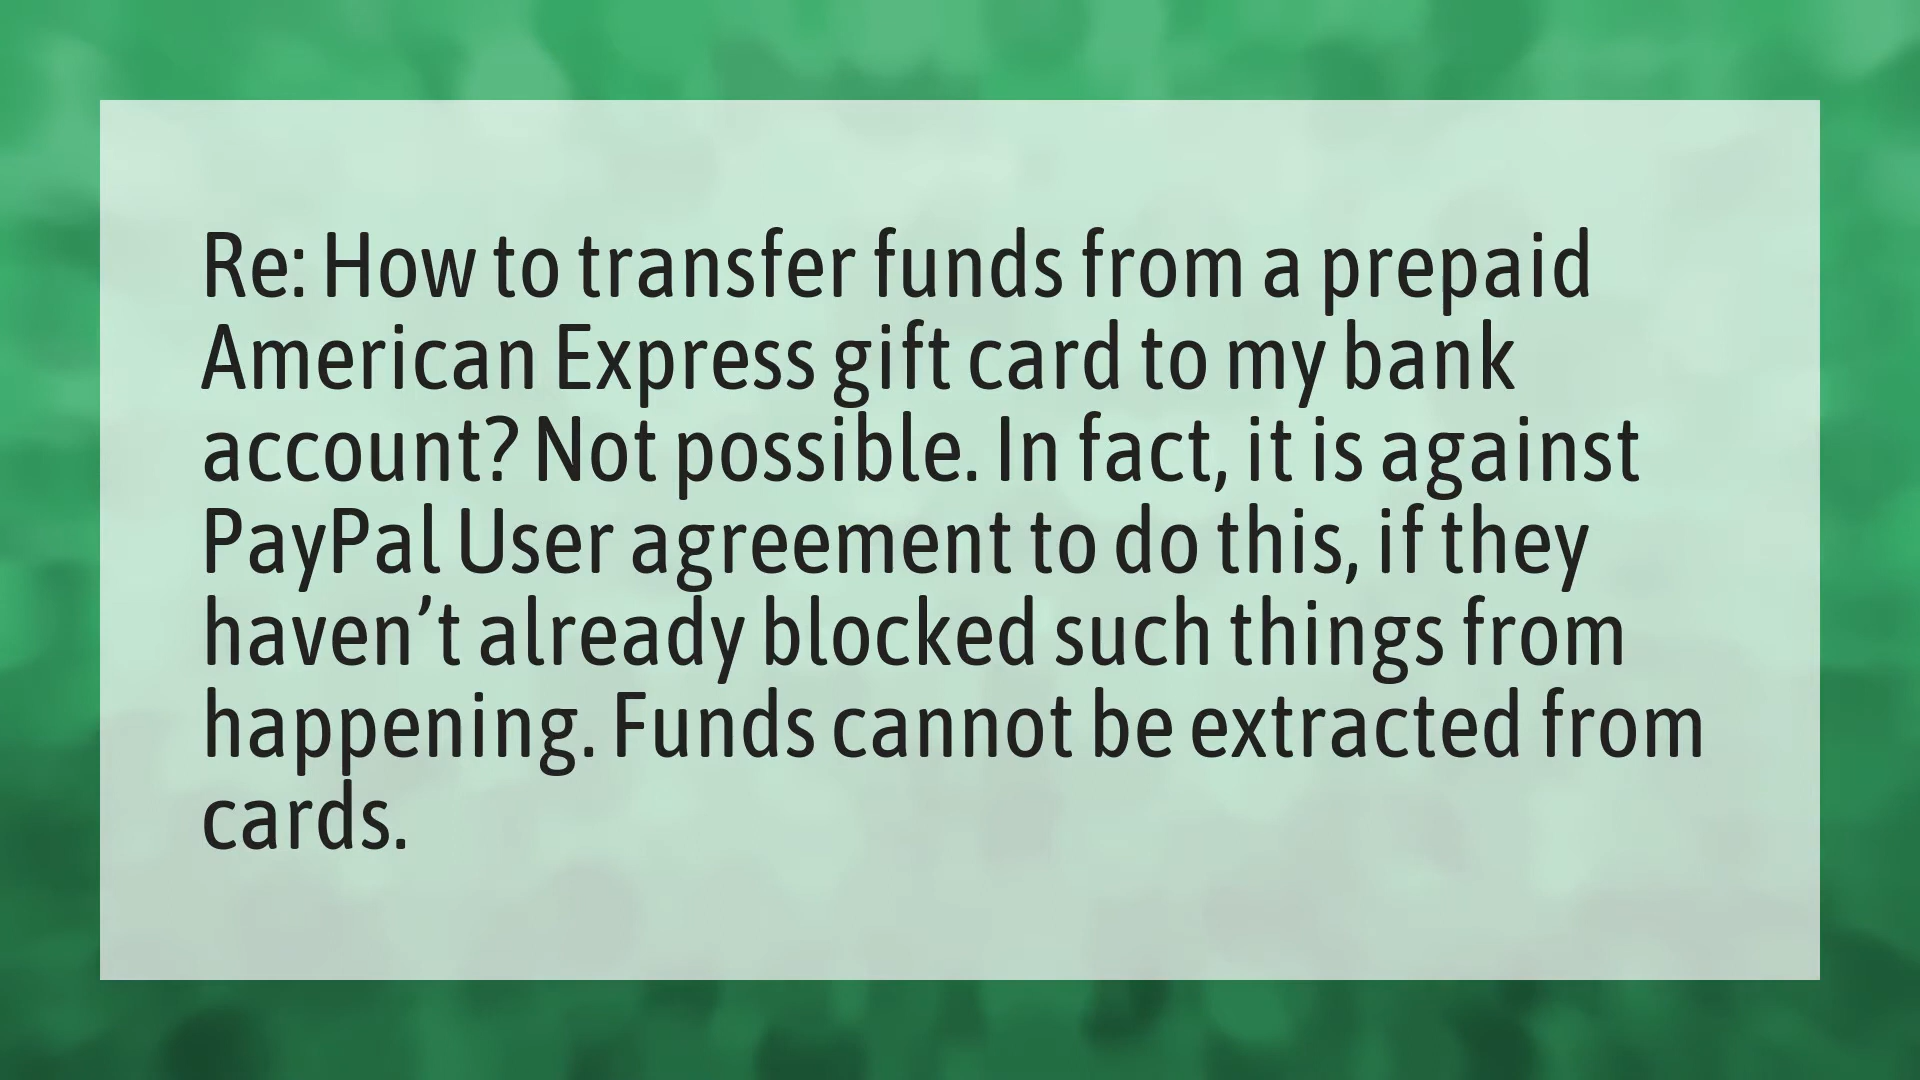 Re: How to transfer funds from a prepaid
American Express gift card to my bank
account? Not possible. In fact, it is against
PayPal User agreement to do this, if they
haven’t already blocked such things from
happening. Funds cannot be extracted from
cards.